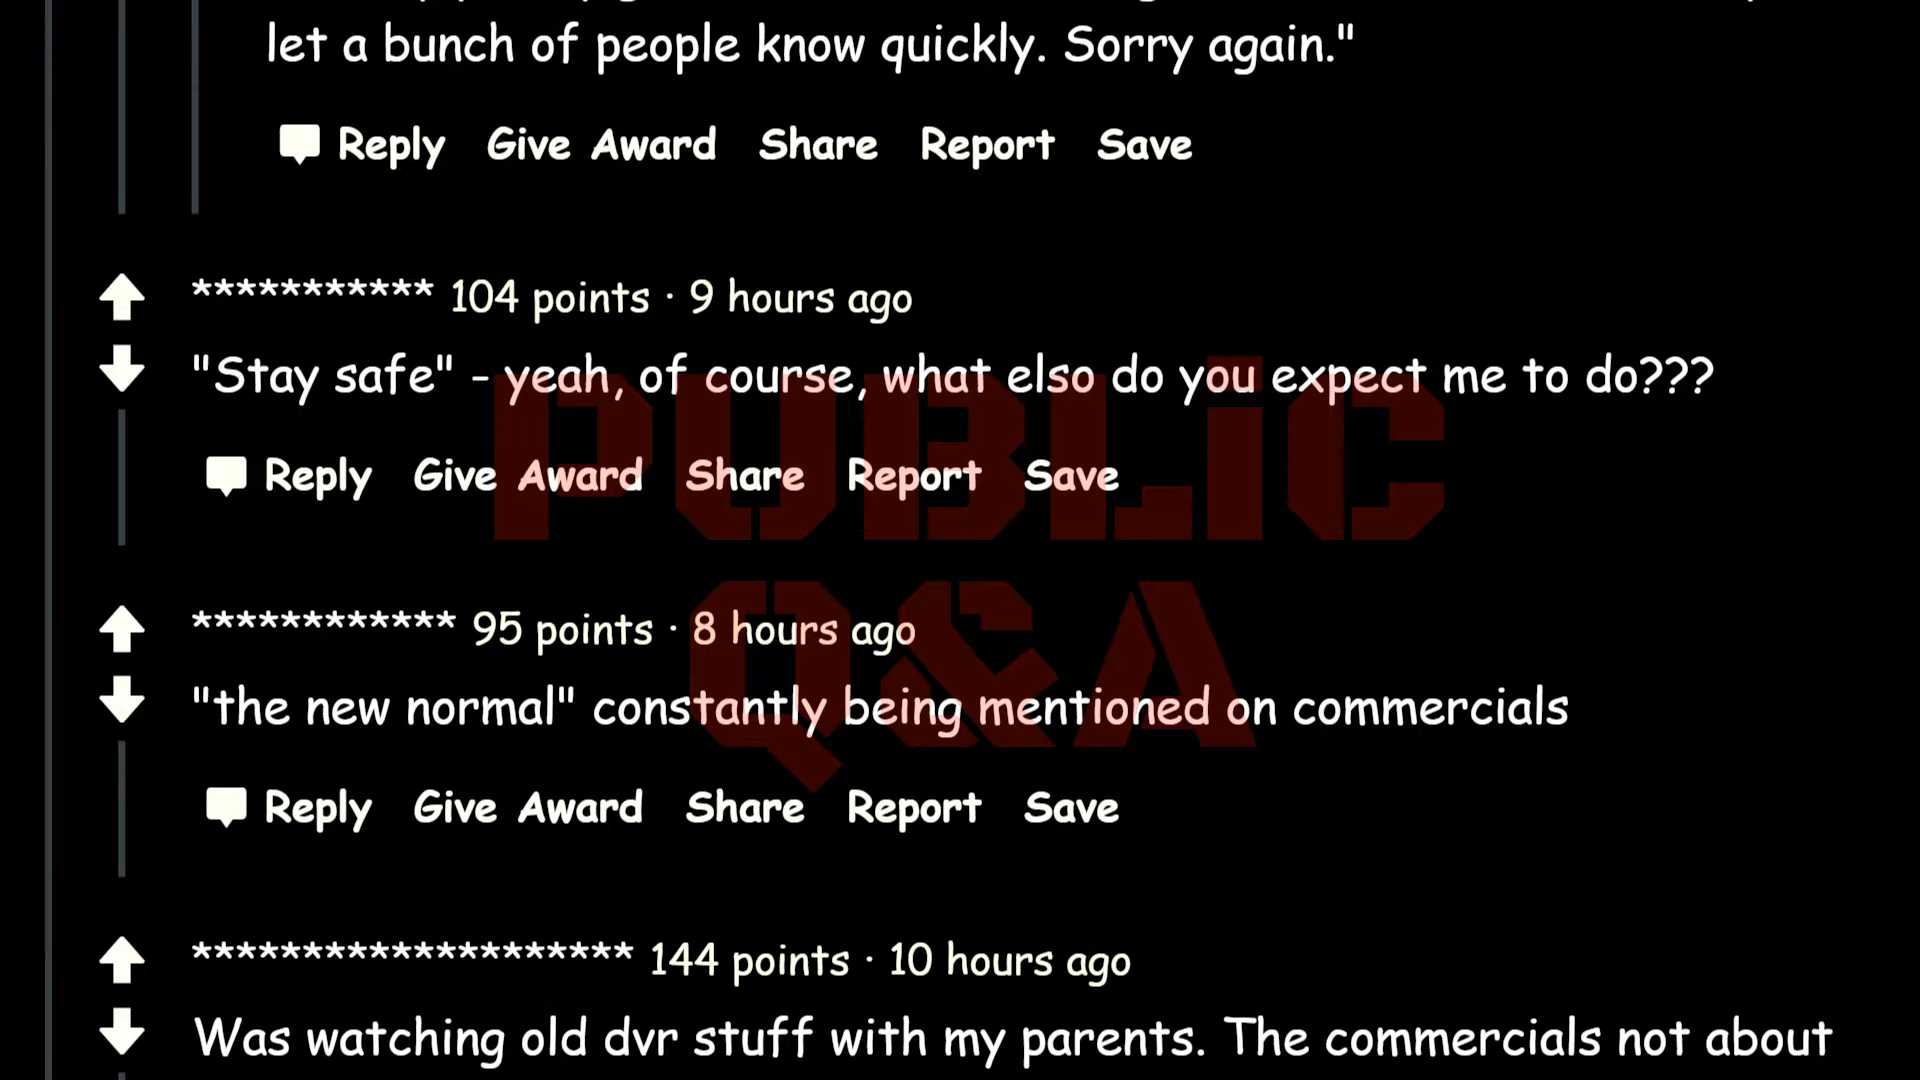 let a bunch of people know quickly. Sorry again."
Reply Give Award Share Report Save
*********** 104 points · 9 hours ago
"Stay safe" - yeah, of course, what elso do you expect me to do???
Reply Give Award Share Report Save
************ 95 points · 8 hours ago
"the new normal" constantly being mentioned on commercials
Reply Give Award Share Report Save
******************** 144 points · 10 hours ago
Was watching old dvr stuff with my parents. The commercials not about
PUBLiC
Q&A